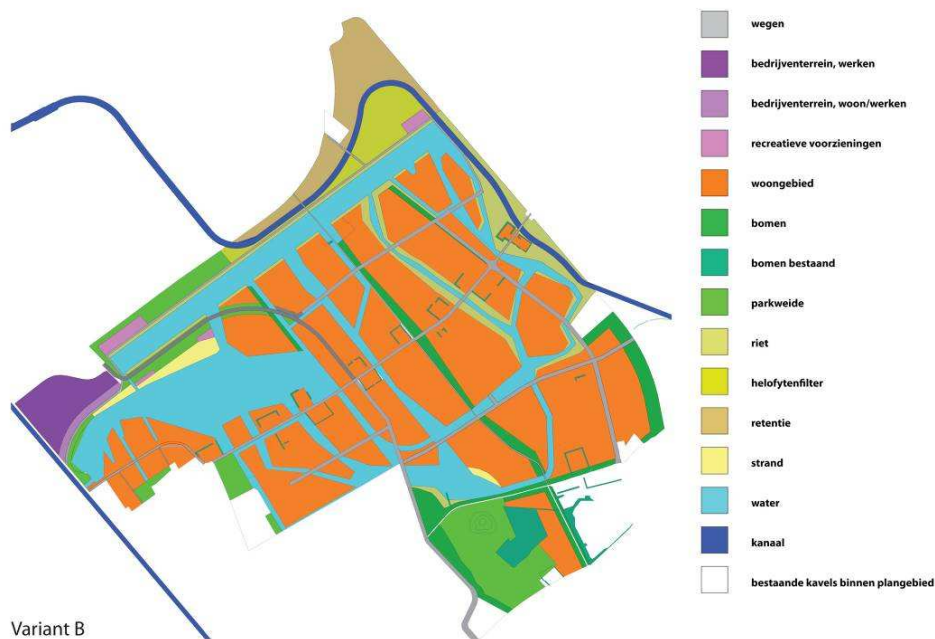 wegen
bedrijventerrein, werken
bedrijventerrein, woon/werken
recreatieve voorzieningen
woongebied
bomen
bomen bestaand
parkweide
riet
helofytenfilter
retentie
strand
water
kanaal
bestaande kavels binnen plangebied
Variant B